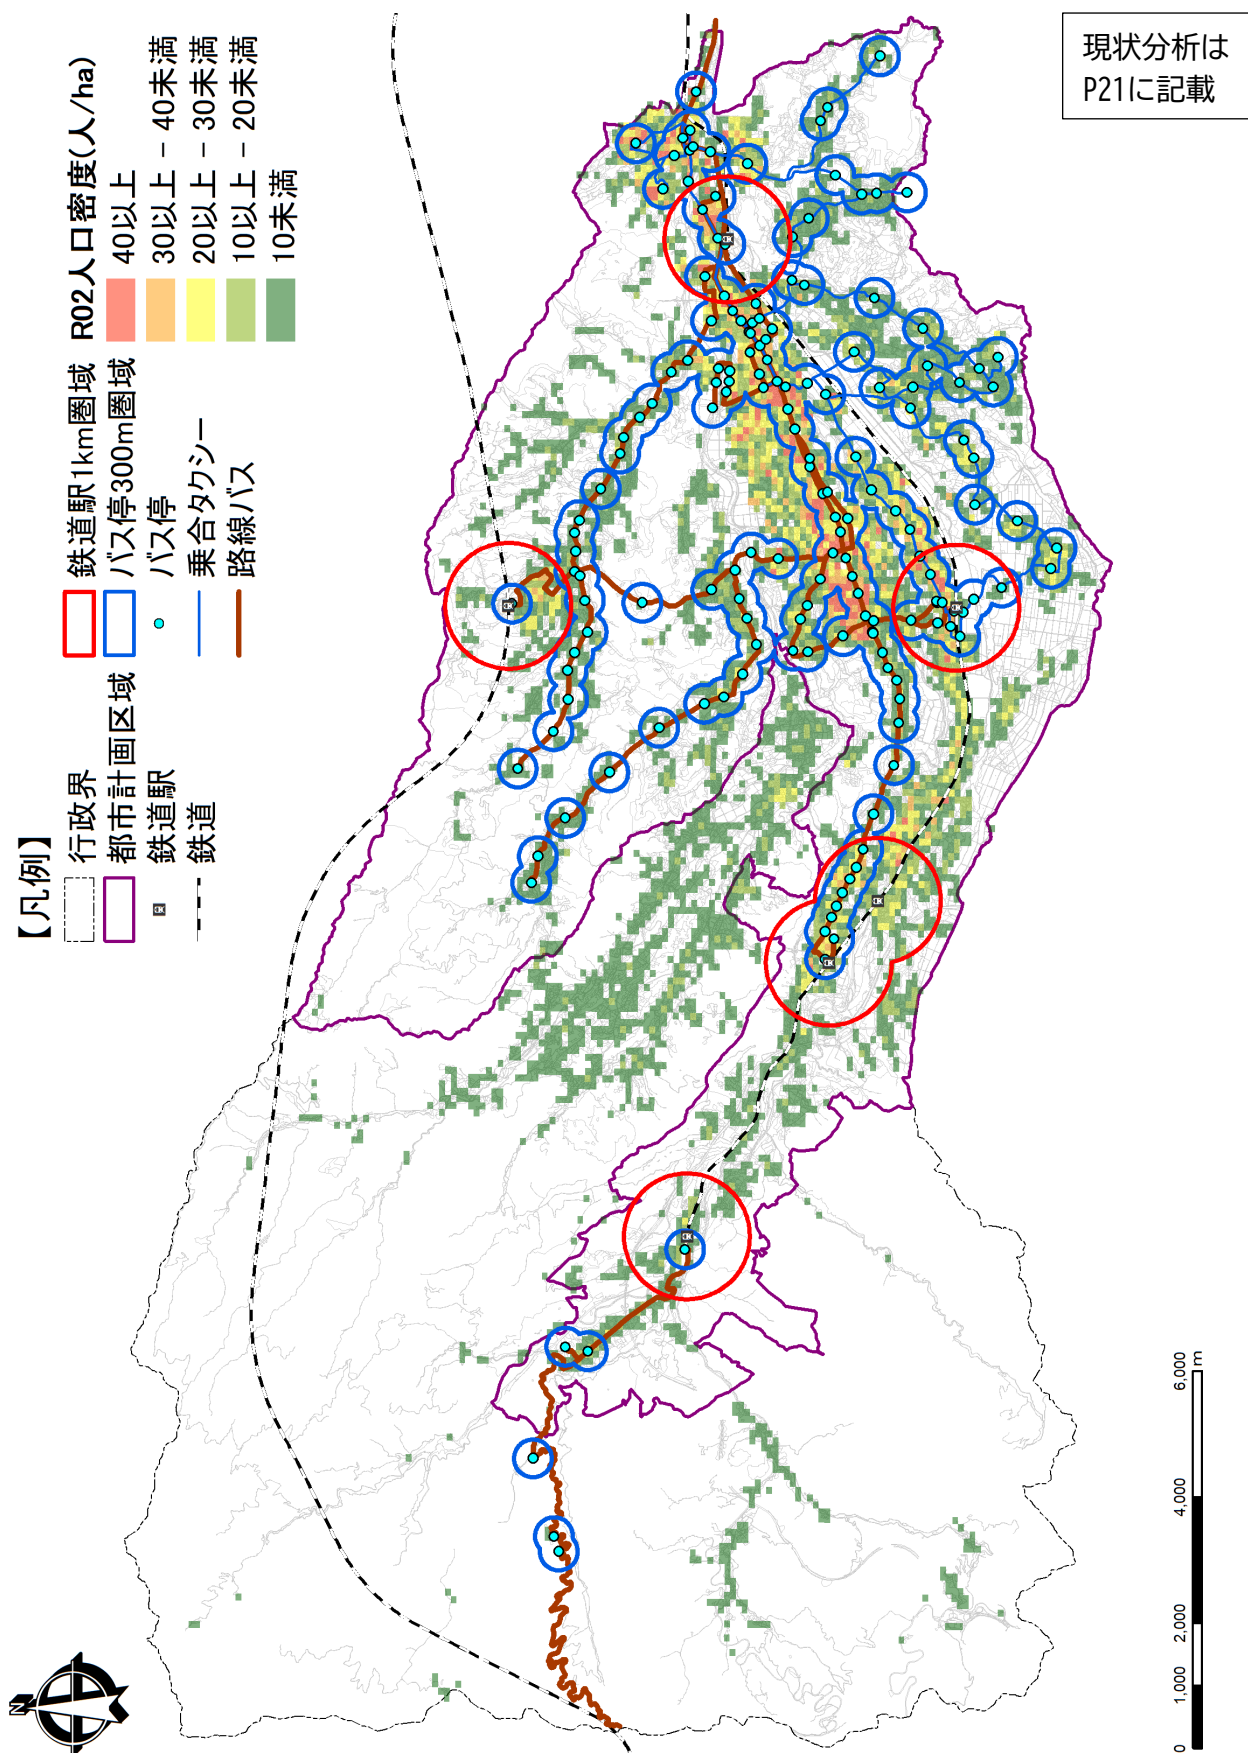 【凡例】
行政界
都市計画区域
鉄道駅
鉄道
鉄道駅1km圏域
バス停300m圏域
バス停
乗合タクシー
路線バス
R02人口密度(人/ha)
40以上
30以上－40未満
20以上－30未満
10以上－20未満
10未満
現状分析は
P21に記載
N
0 1,000 2,000 4,000 6,000
m